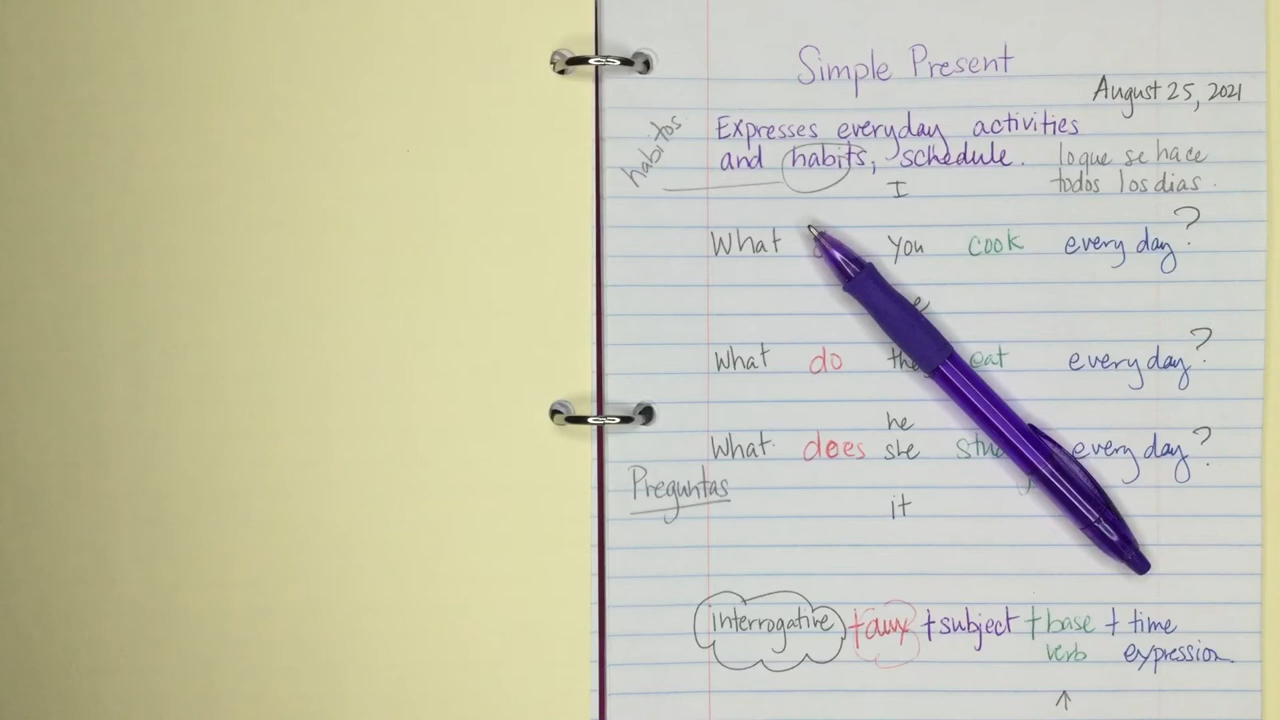 Simple Present
August 25, 2021
habitos
Expresses everyday activities
and habits, schedule.
lo que se hace
todos los dias.
I
What you cook every day?
What do eat every day?
he
What does she every day?
Preguntas
it
interrogative + aux + subject + base + time
verb expression.